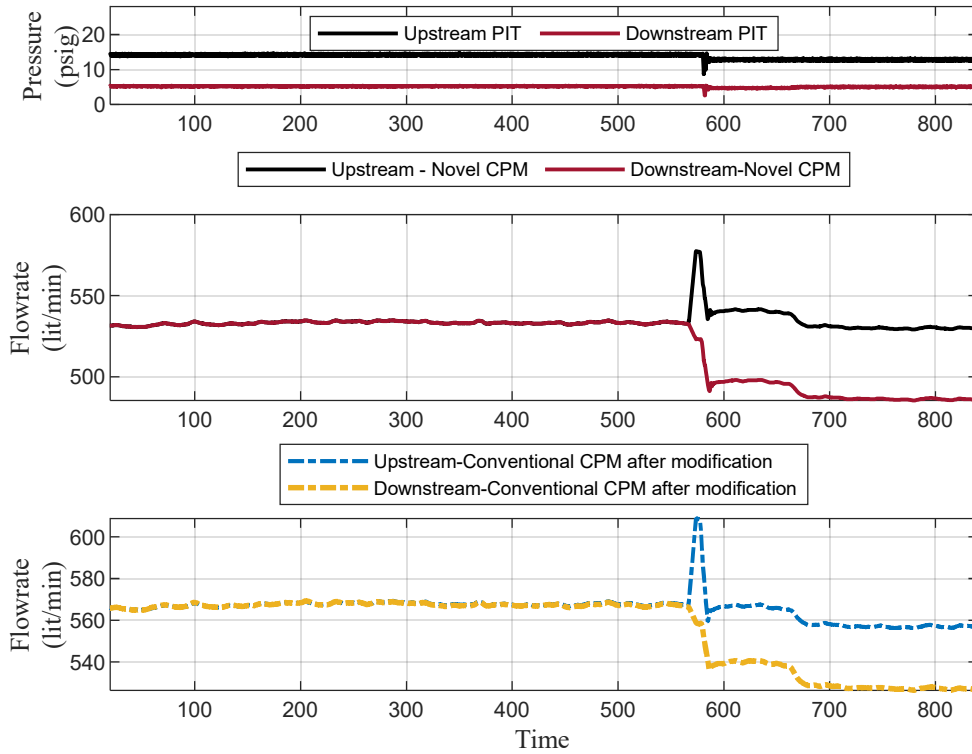 Upstream PIT Downstream PIT
Pressure
(psig)
20
10
0
100 200 300 400 500 600 700 800
Upstream - Novel CPM Downstream-Novel CPM
Flowrate
(lit/min)
600
550
500
100 200 300 400 500 600 700 800
Upstream-Conventional CPM after modification
Downstream-Conventional CPM after modification
Flowrate
(lit/min)
600
580
560
540
100 200 300 400 500 600 700 800
Time